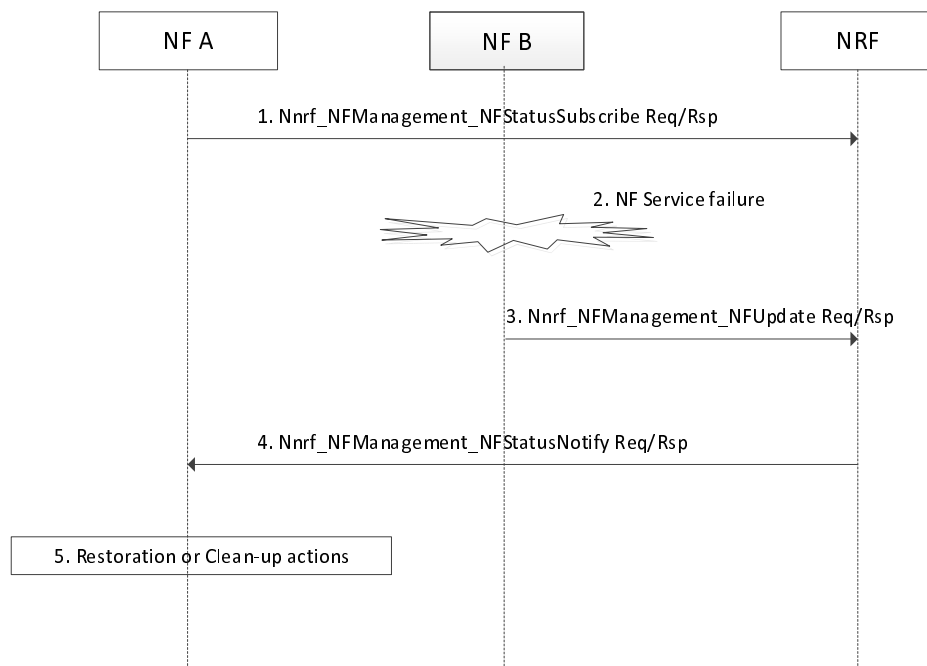 NF A
NF B
NRF
1. Nnrf_NFManagement_NFStatusSubscribe Req/Rsp
2. NF Service failure
3. Nnrf_NFManagement_NFUpdate Req/Rsp
4. Nnrf_NFManagement_NFStatusNotify Req/Rsp
5. Restoration or Clean-up actions